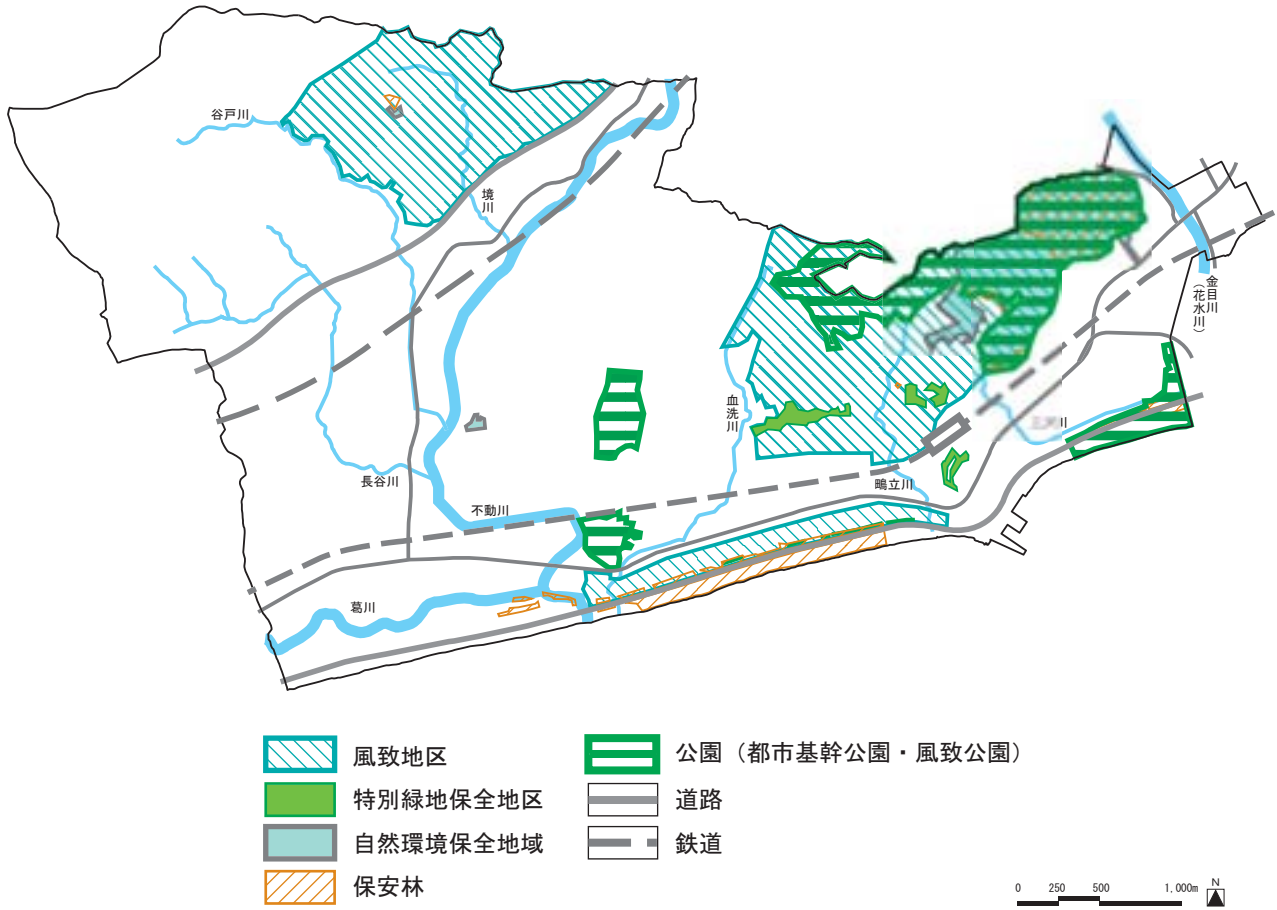 谷戸川
境川
金目川
(花水川)
血洗川
川
長谷川
鴫立川
不動川
葛川
風致地区
公園(都市基幹公園・風致公園)
特別緑地保全地区
道路
自然環境保全地域
鉄道
保安林
0 250 500 1,000m
N